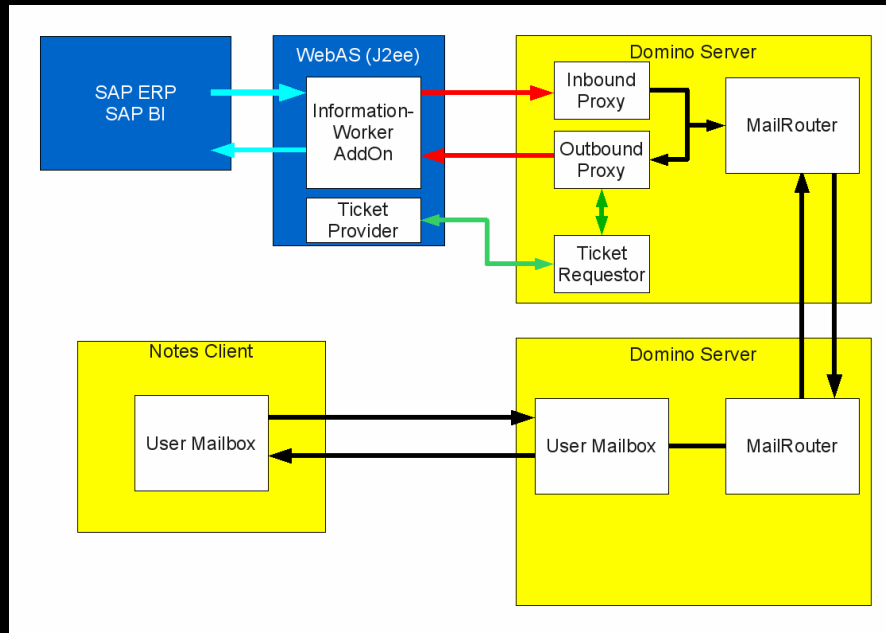 SAP ERP
SAP BI
WebAS (J2ee)
Information-
Worker
AddOn
Ticket
Provider
Domino Server
Inbound
Proxy
Outbound
Proxy
Ticket
Requestor
MailRouter
Notes Client
User Mailbox
Domino Server
User Mailbox
MailRouter